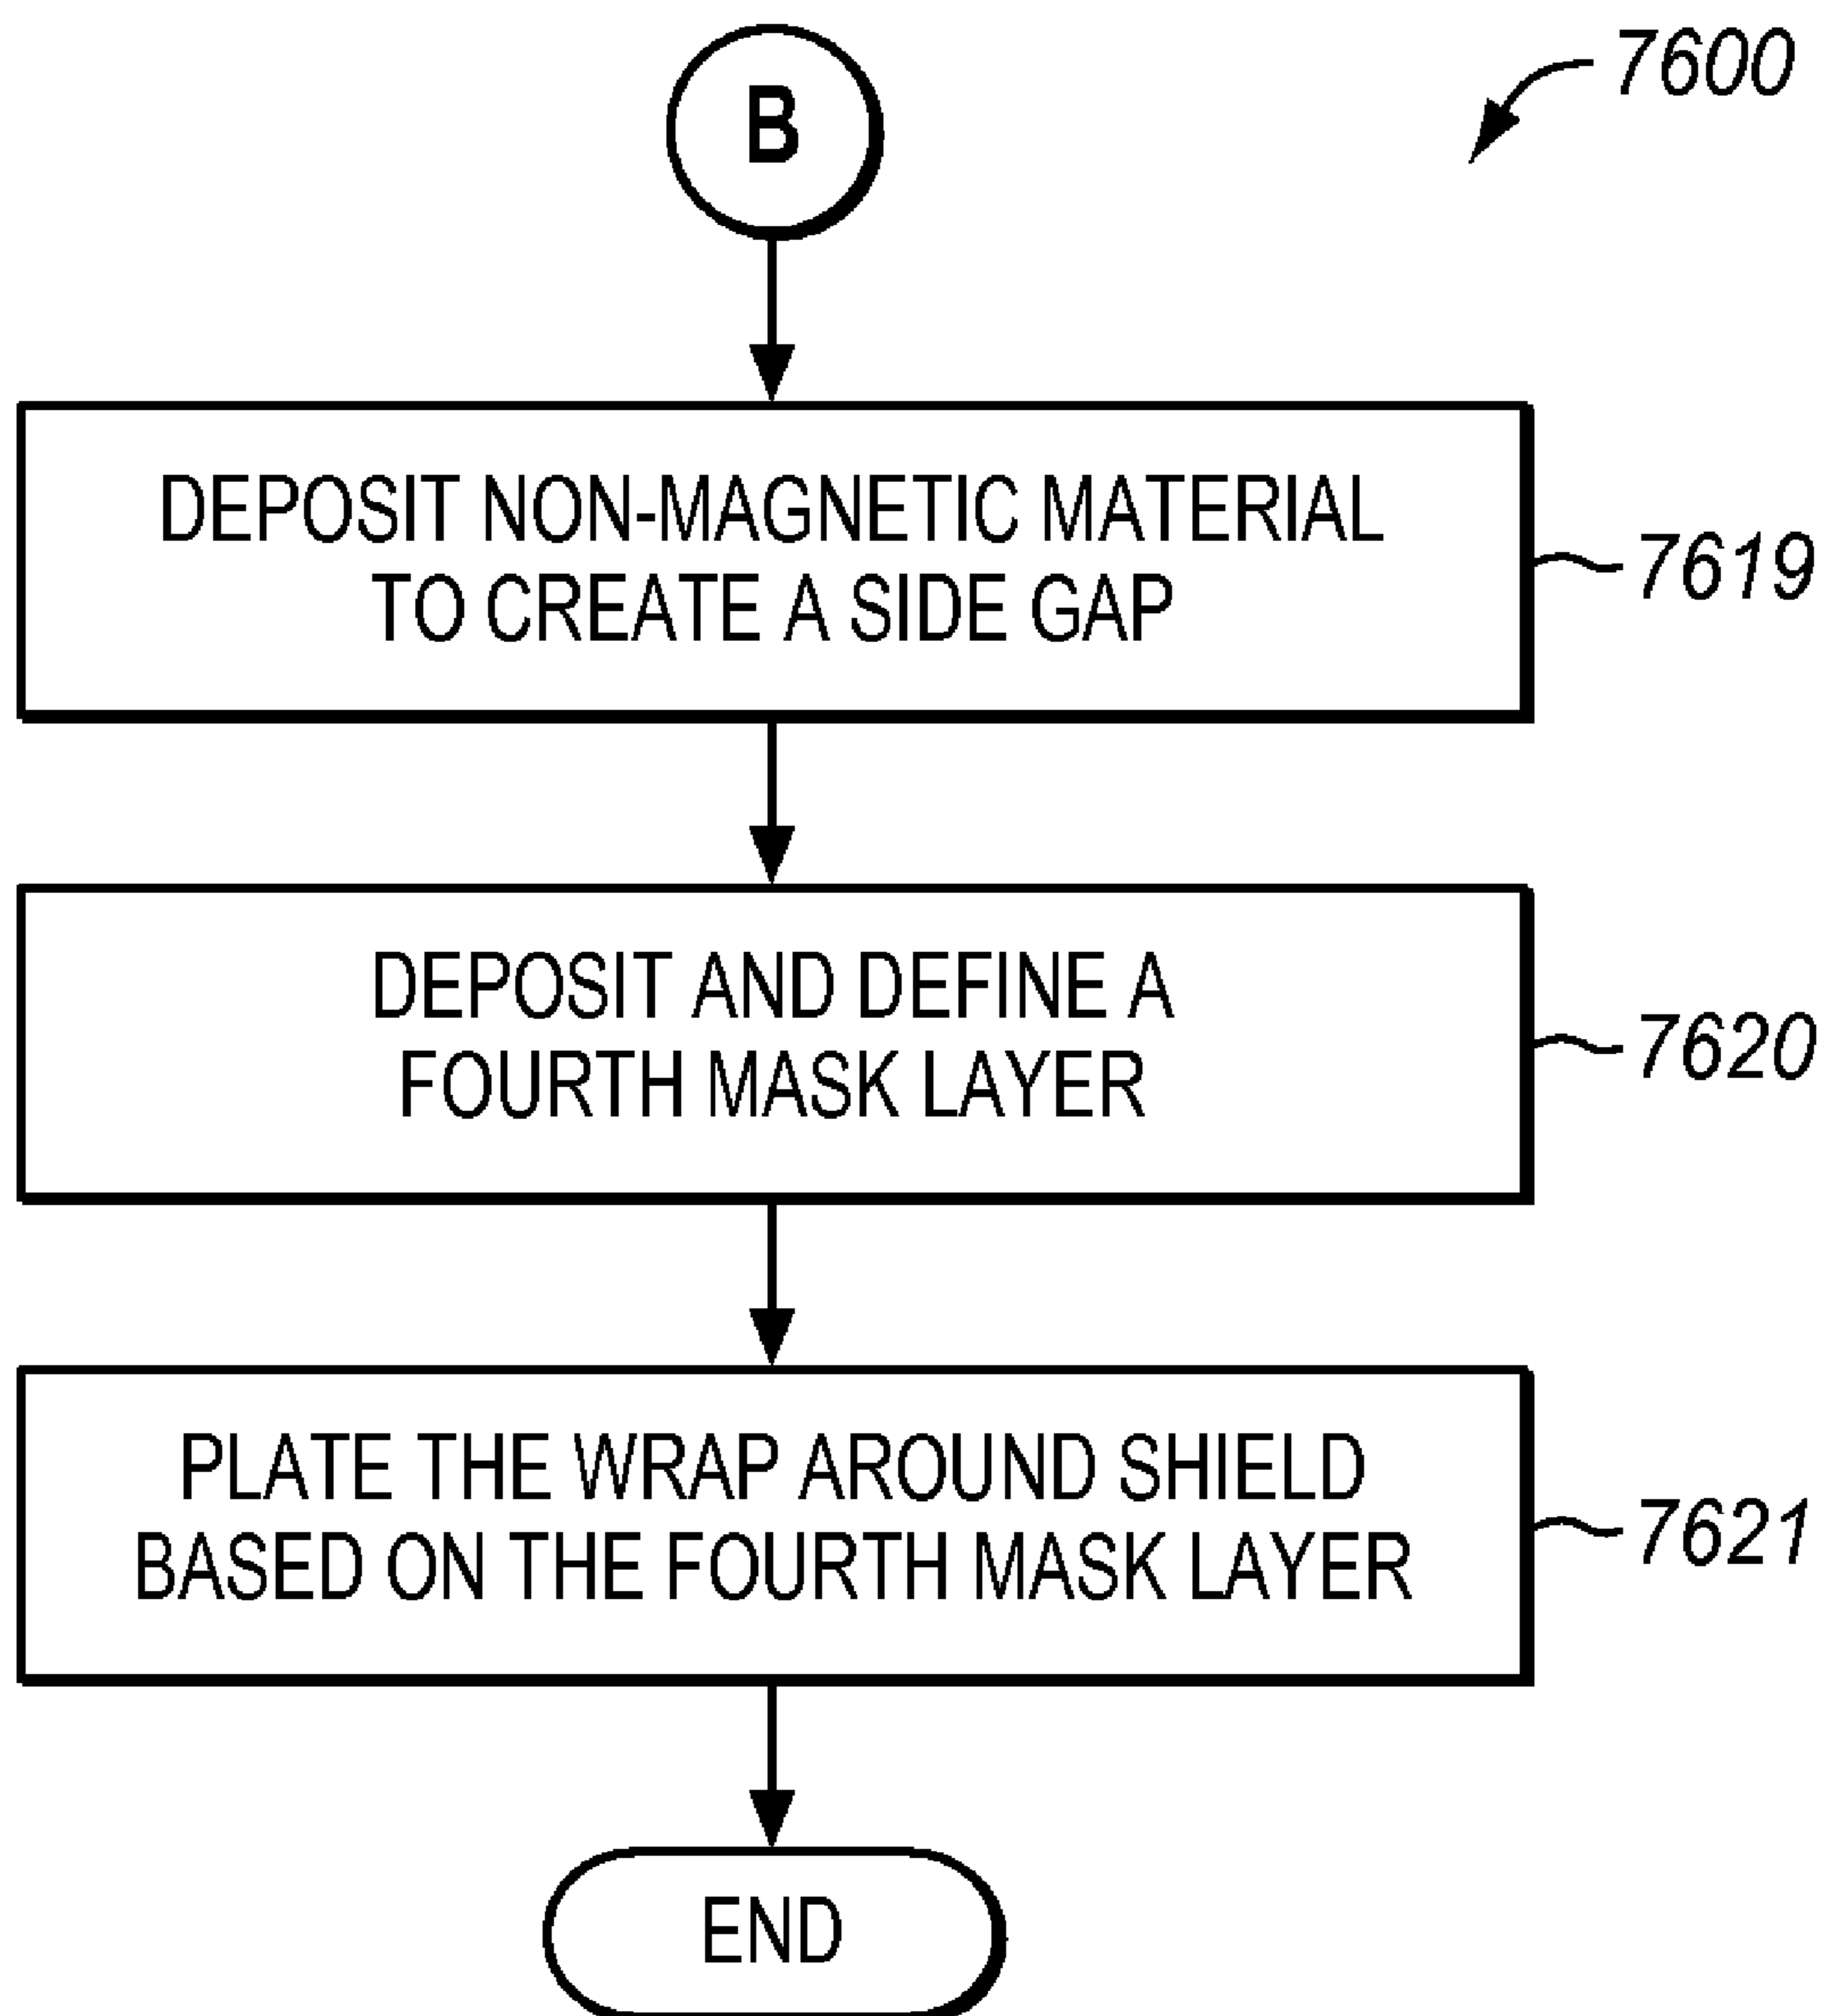 B
7600
DEPOSIT NON-MAGNETIC MATERIAL
TO CREATE A SIDE GAP
7619
DEPOSIT AND DEFINE A
FOURTH MASK LAYER
7620
PLATE THE WRAP AROUND SHIELD
BASED ON THE FOURTH MASK LAYER
7621
END